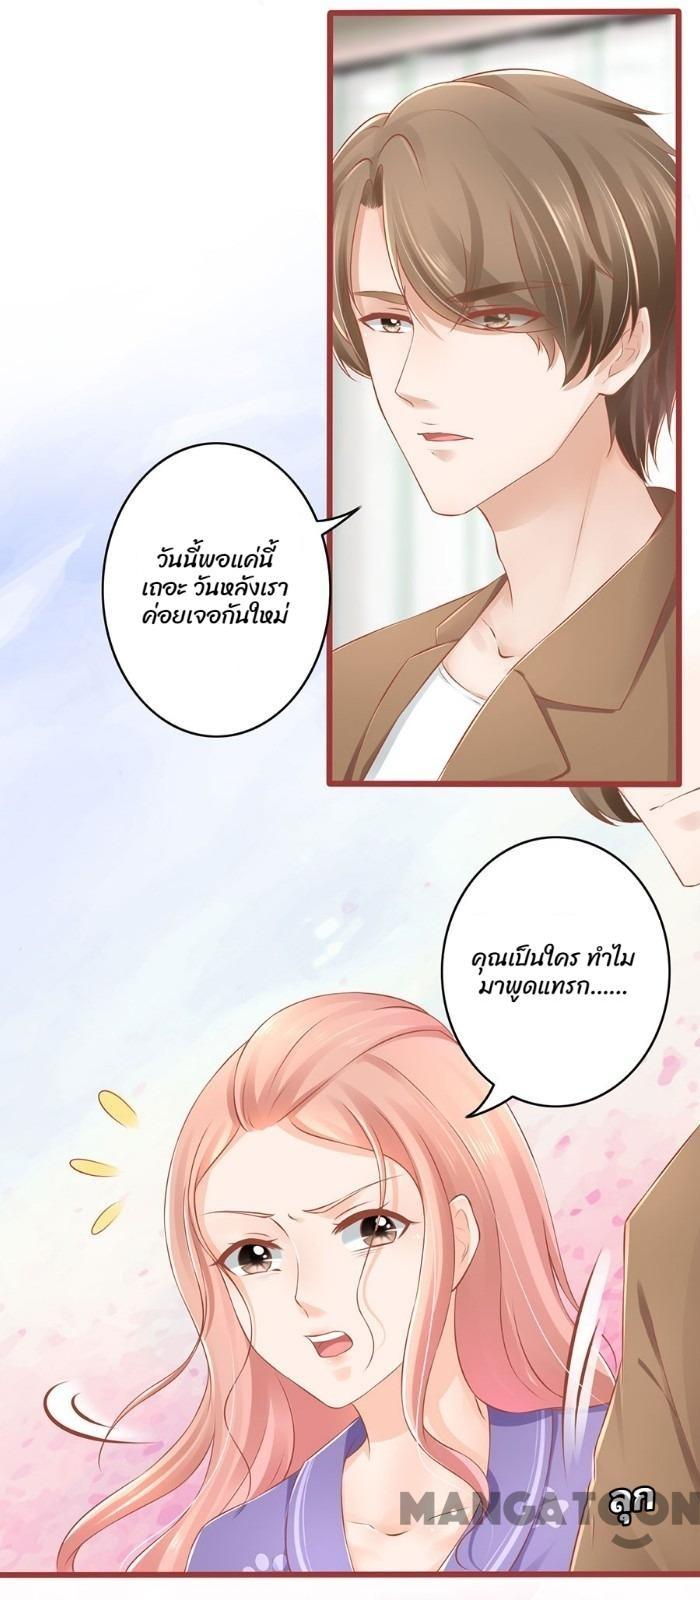 วันนี้พอแค่นี้
เถอะ วันหลังเรา
ค่อยเจอกันใหม่
คุณเป็นใคร ทำไม
มาพูดแทรก......
ลุก
MANGATOON